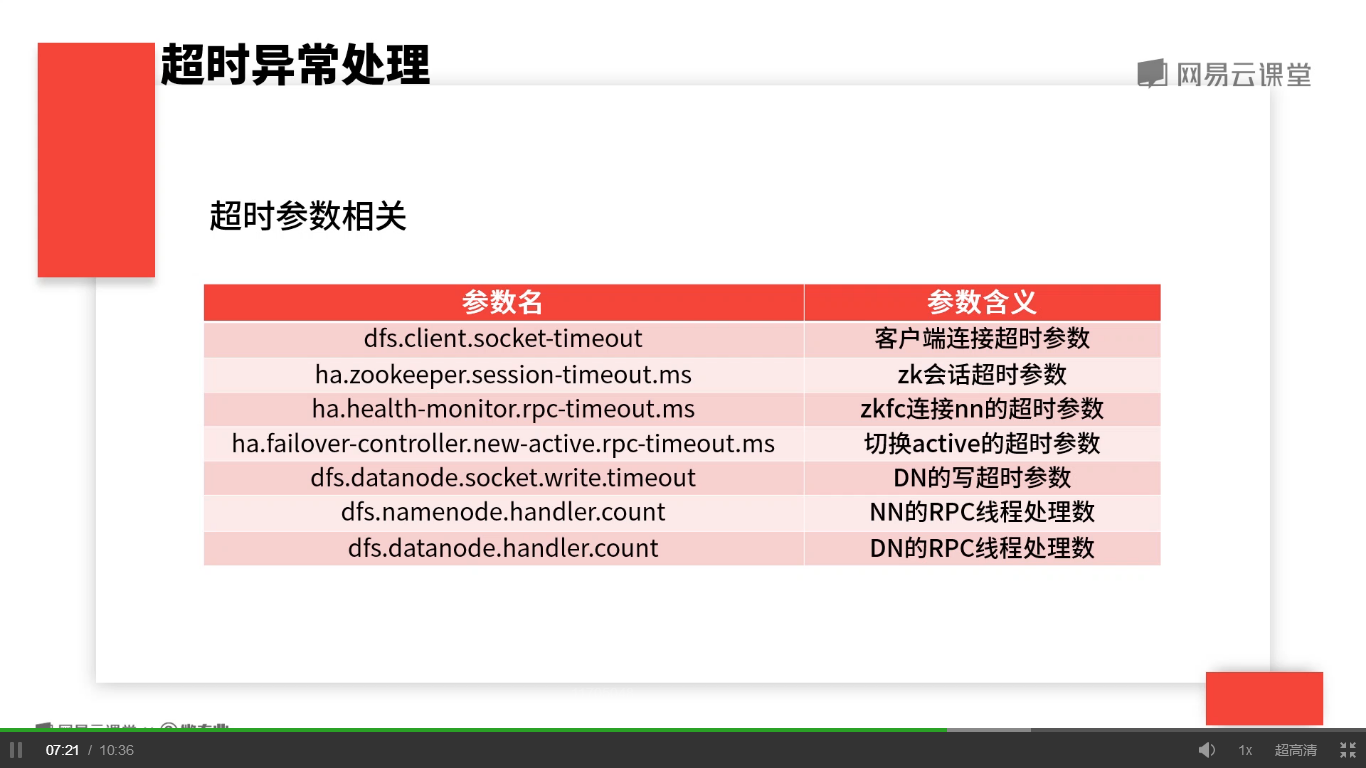 超时异常处理
网易云课堂
超时参数相关
参数名 参数含义
dfs.client.socket-timeout 客户端连接超时参数
ha.zookeeper.session-timeout.ms zk会话超时参数
ha.health-monitor.rpc-timeout.ms zkfc连接nn的超时参数
ha.failover-controller.new-active.rpc-timeout.ms 切换active的超时参数
dfs.datanode.socket.write.timeout DN的写超时参数
dfs.namenode.handler.count NN的RPC线程处理数
dfs.datanode.handler.count DN的RPC线程处理数
07:21 / 10:36 1x 超高清